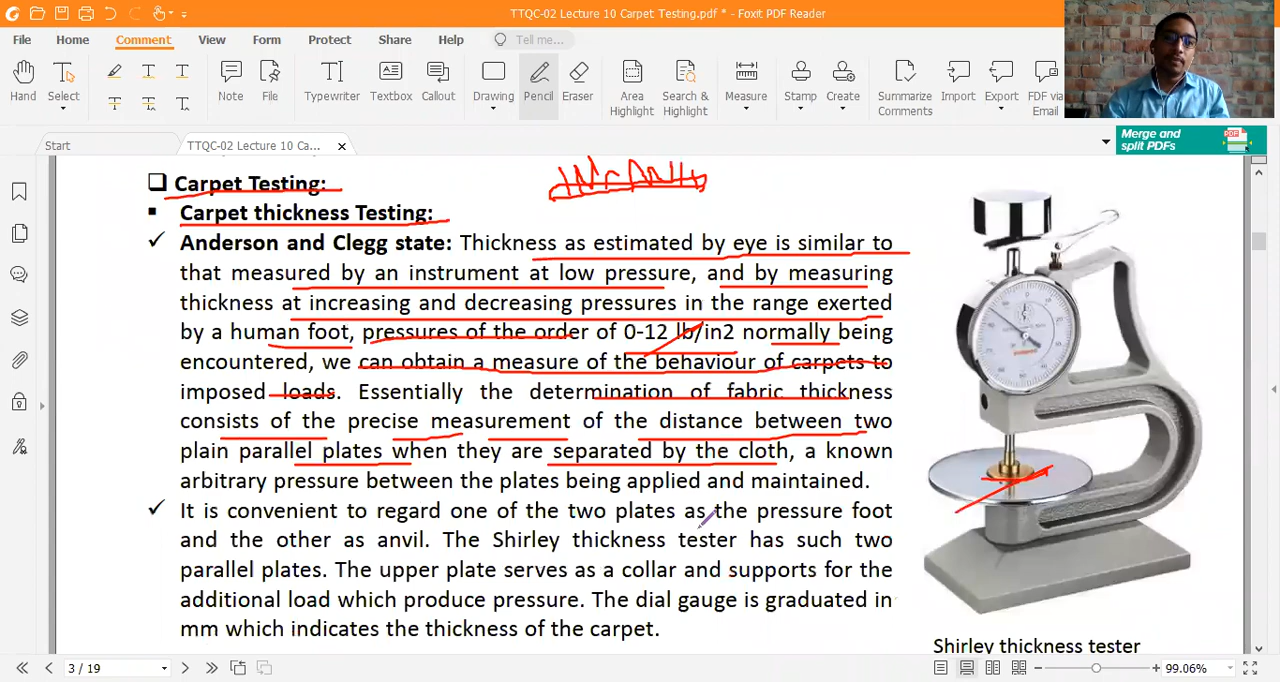 TTQC-02 Lecture 10 Carpet Testing.pdf * - Foxit PDF Reader
File Home Comment View Form Protect Share Help Tell me...
Hand Select Note File Typewriter Textbox Callout Drawing Pencil Eraser Area Highlight Search & Highlight Measure Stamp Create Summarize Comments Import Export FDF via Email
Start TTQC-02 Lecture 10 Ca...
Merge and split PDFs
Carpet Testing:
Carpet thickness Testing:
Anderson and Clegg state: Thickness as estimated by eye is similar to
that measured by an instrument at low pressure, and by measuring
thickness at increasing and decreasing pressures in the range exerted
by a human foot, pressures of the order of 0-12 lb/in2 normally being
encountered, we can obtain a measure of the behaviour of carpets to
imposed loads. Essentially the determination of fabric thickness
consists of the precise measurement of the distance between two
plain parallel plates when they are separated by the cloth, a known
arbitrary pressure between the plates being applied and maintained.
It is convenient to regard one of the two plates as the pressure foot
and the other as anvil. The Shirley thickness tester has such two
parallel plates. The upper plate serves as a collar and supports for the
additional load which produce pressure. The dial gauge is graduated in
mm which indicates the thickness of the carpet.
Shirley thickness tester
3 / 19
99.06%